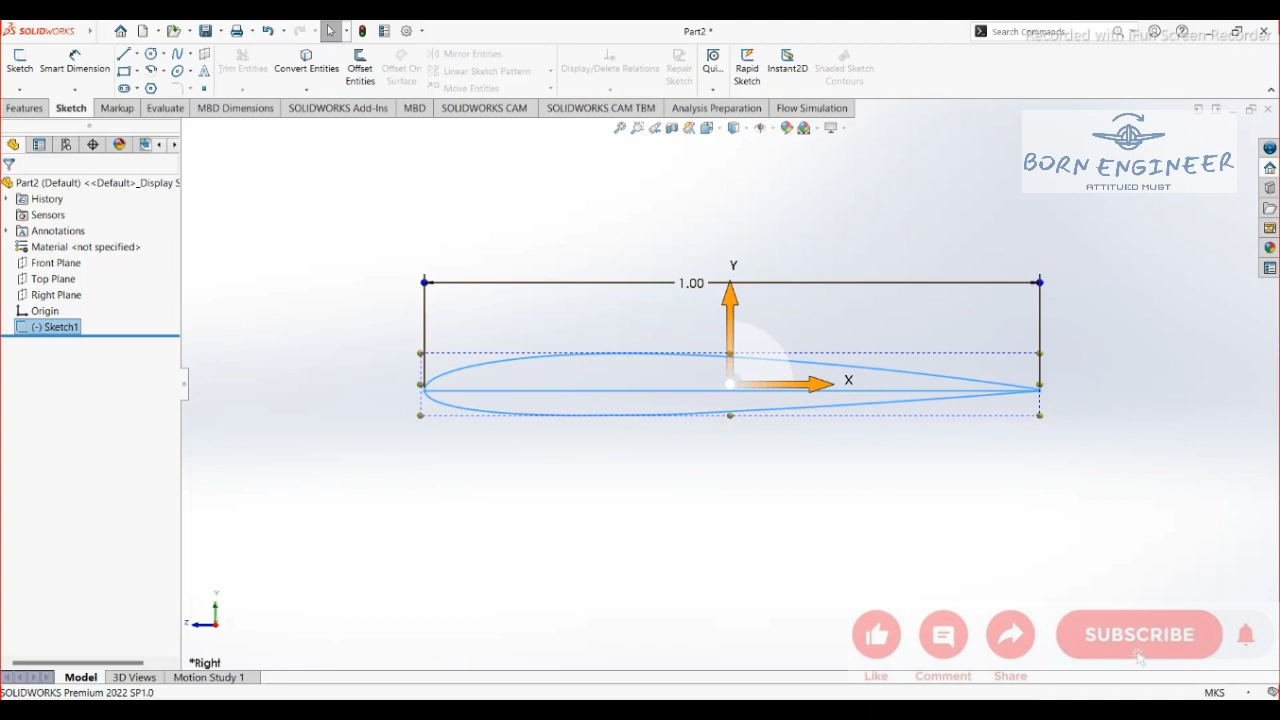 SOLIDWORKS
Part2 *
Search Commands
Recorded with iFun Screen Recorder
Sketch
Smart Dimension
Trim Entities
Convert Entities
Offset Entities
Offset On Surface
Mirror Entities
Linear Sketch Pattern
Move Entities
Display/Delete Relations
Repair Sketch
Qui...
Rapid Sketch
Instant2D
Shaded Sketch Contours
Features
Sketch
Markup
Evaluate
MBD Dimensions
SOLIDWORKS Add-Ins
MBD
SOLIDWORKS CAM
SOLIDWORKS CAM TBM
Analysis Preparation
Flow Simulation
BORN ENGINEER
ATTITUED MUST
Part2 (Default) <<Default>_Display S
History
Sensors
Annotations
Material <not specified>
Front Plane
Top Plane
Right Plane
Origin
(-) Sketch1
Y
1.00
X
Y
Z
*Right
SUBSCRIBE
Like
Comment
Share
Model
3D Views
Motion Study 1
SOLIDWORKS Premium 2022 SP1.0
MKS